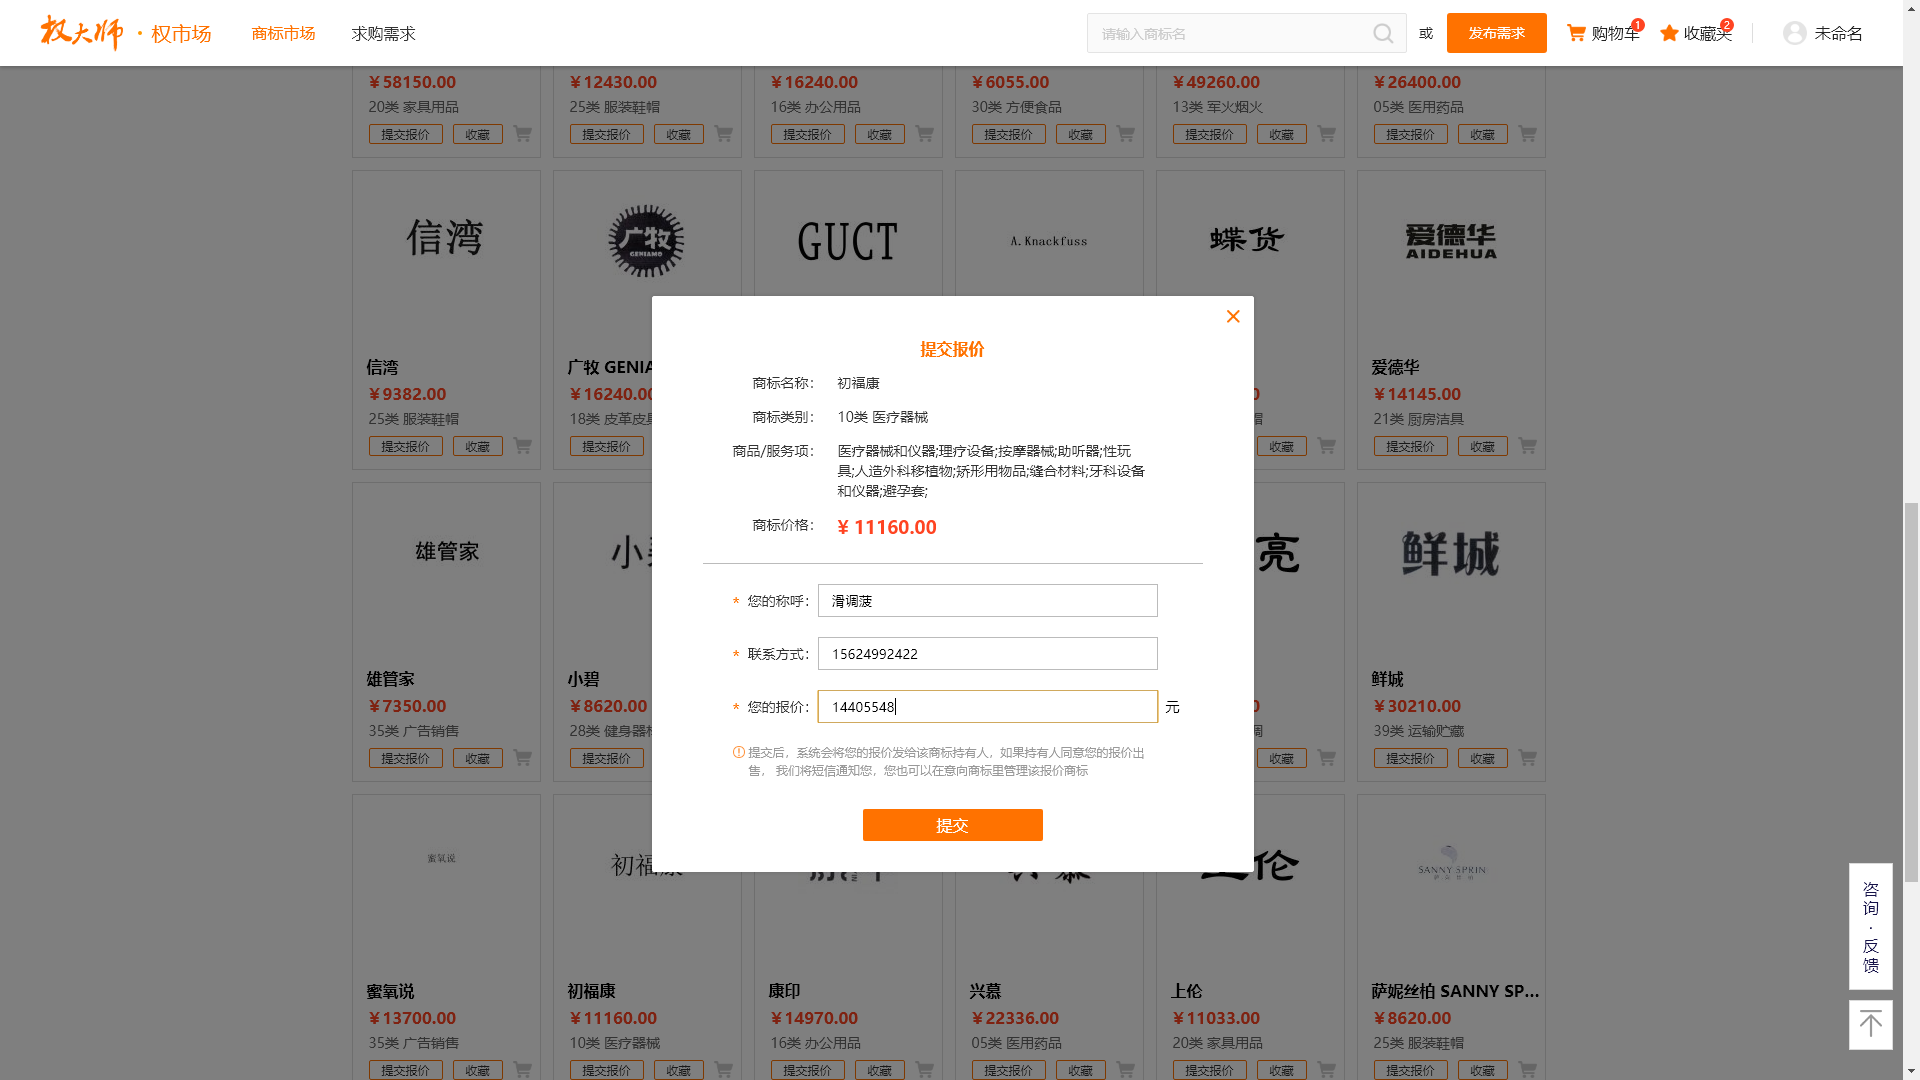 权大师 · 权市场 商标市场 求购需求 请输入商标名 或 发布需求 购物车 1 收藏夹 2 未命名
￥58150.00 ￥12430.00 ￥16240.00 ￥6055.00 ￥49260.00 ￥26400.00
20类 家具用品 25类 服装鞋帽 16类 办公用品 30类 方便食品 13类 军火烟火 05类 医用药品
提交报价 收藏 提交报价 收藏 提交报价 收藏 提交报价 收藏 提交报价 收藏 提交报价 收藏
信湾 广牧 GENIAMO GUCT A.Knackfuss 蝶货 爱德华 AIDEHUA
信湾 广牧 GENIA 爱德华
￥9382.00 ￥16240.00 0 ￥14145.00
25类 服装鞋帽 18类 皮革皮 帽 21类 厨房洁具
提交报价 收藏 提交报价 收藏 提交报价 收藏
提交报价
商标名称： 初福康
商标类别： 10类 医疗器械
商品/服务项： 医疗器械和仪器;理疗设备;按摩器械;助听器;性玩
具;人造外科移植物;矫形用物品;缝合材料;牙科设备
和仪器;避孕套;
商标价格： ￥ 11160.00
* 您的称呼： 滑调菠
* 联系方式： 15624992422
* 您的报价： 14405548 元
提交后，系统会将您的报价发给该商标持有人，如果持有人同意您的报价出
售， 我们将短信通知您，您也可以在意向商标里管理该报价商标
提交
雄管家 小碧 亮 鲜城
雄管家 小碧 鲜城
￥7350.00 ￥8620.00 0 ￥30210.00
35类 广告销售 28类 健身器 39类 运输贮藏
提交报价 收藏 提交报价 收藏 提交报价 收藏
蜜氧说 初福康 上伦 SANNY SPRIN
蜜氧说 初福康 康印 兴慕 上伦 萨妮丝柏 SANNY SP...
￥13700.00 ￥11160.00 ￥14970.00 ￥22336.00 ￥11033.00 ￥8620.00
35类 广告销售 10类 医疗器械 16类 办公用品 05类 医用药品 20类 家具用品 25类 服装鞋帽
提交报价 收藏 提交报价 收藏 提交报价 收藏 提交报价 收藏 提交报价 收藏 提交报价 收藏
咨
询
·
反
馈